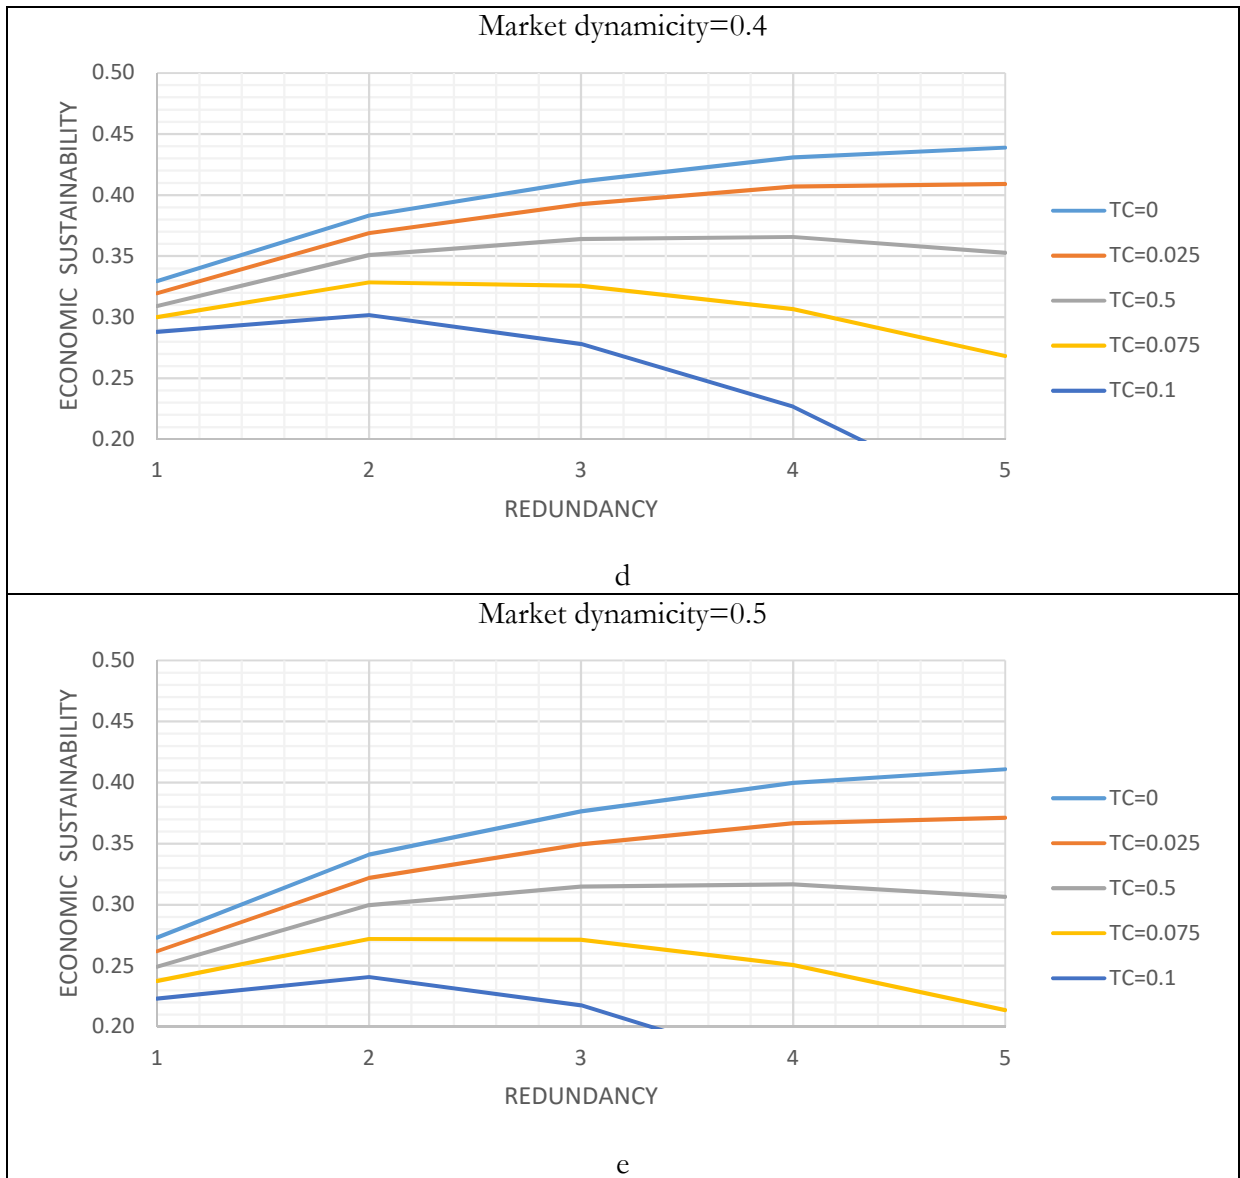 Market dynamicity=0.4
ECONOMIC SUSTAINABILITY
0.50
0.45
0.40
0.35
0.30
0.25
0.20
1 2 3 4 5
REDUNDANCY
TC=0
TC=0.025
TC=0.5
TC=0.075
TC=0.1
d
Market dynamicity=0.5
ECONOMIC SUSTAINABILITY
0.50
0.45
0.40
0.35
0.30
0.25
0.20
1 2 3 4 5
REDUNDANCY
TC=0
TC=0.025
TC=0.5
TC=0.075
TC=0.1
e